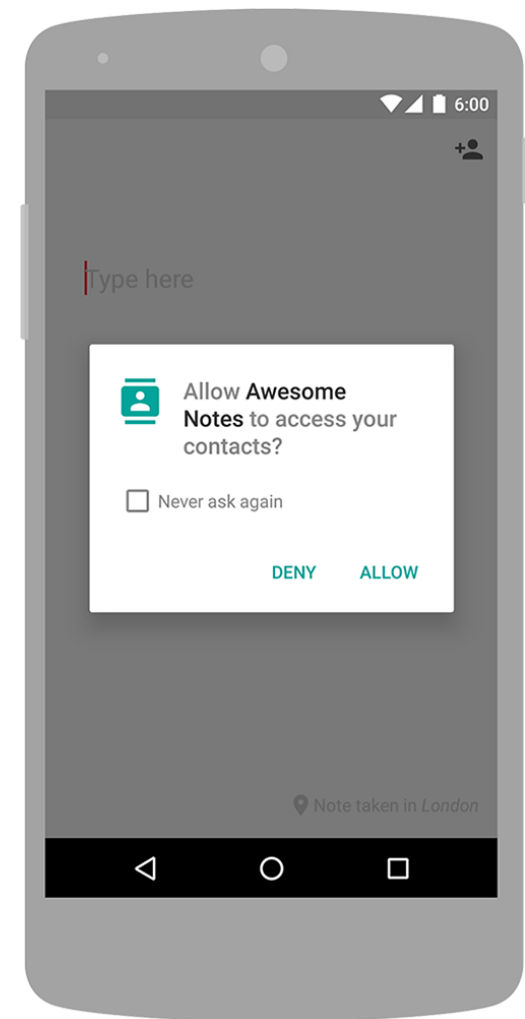 6:00
Type here
Allow Awesome
Notes to access your
contacts?
Never ask again
DENY ALLOW
Note taken in London